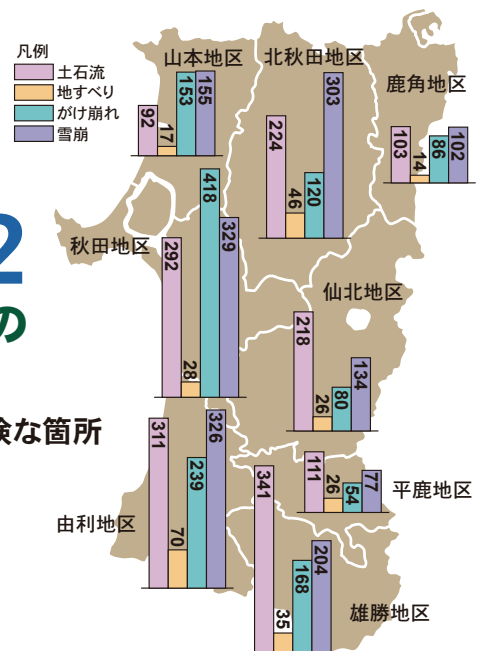 凡例
土石流
地すべり
がけ崩れ
雪崩
山本地区
92
17
153
155
北秋田地区
224
46
120
303
鹿角地区
103
14
86
102
秋田地区
292
28
418
329
2
の
険な箇所
仙北地区
218
26
80
134
由利地区
311
70
239
326
平鹿地区
111
26
54
77
雄勝地区
341
35
168
204